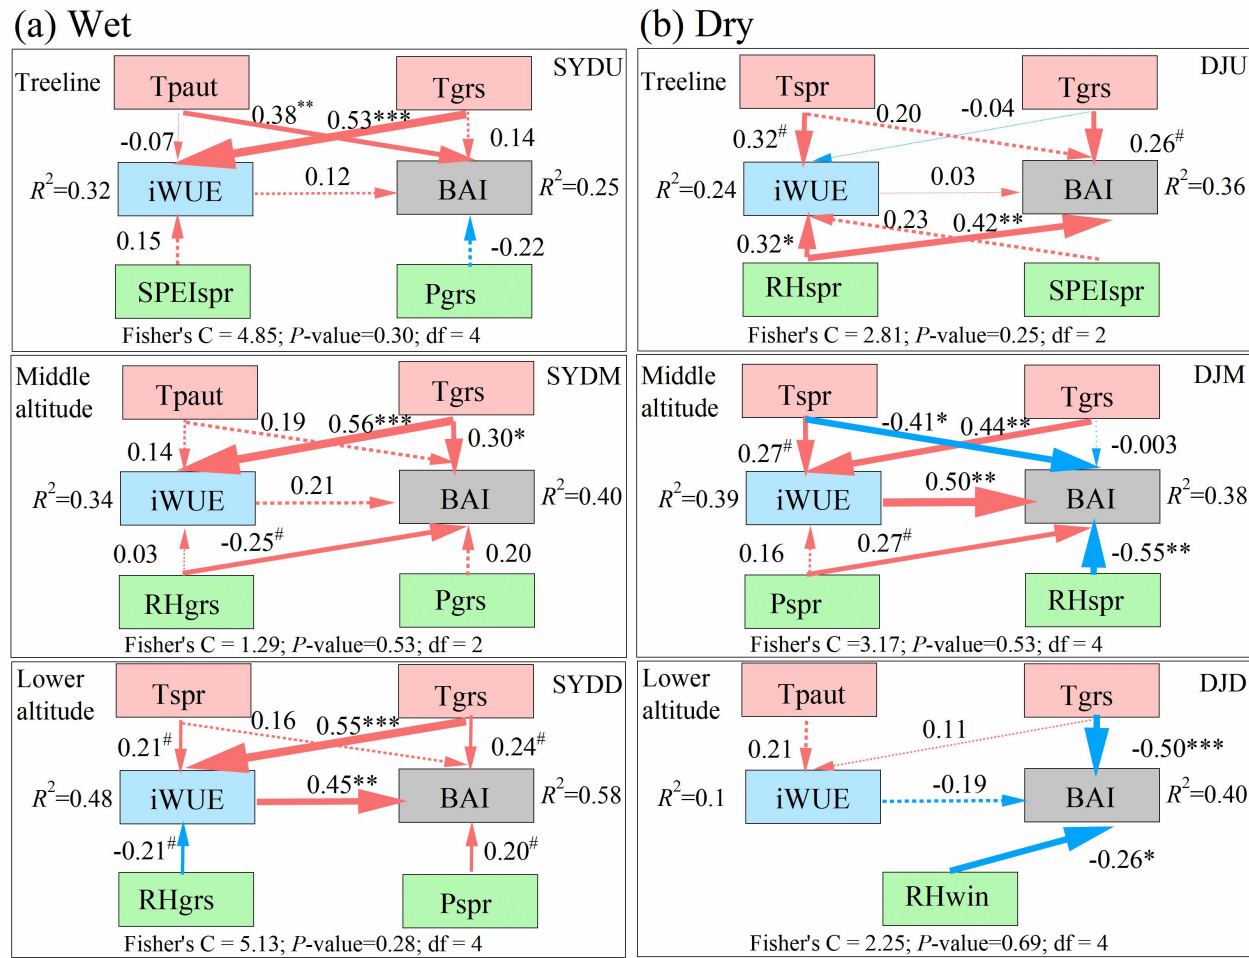 (a) Wet
Treeline
Tpaut
Tgrs
SYDU
0.38**
0.53***
-0.07
0.14
R²=0.32
iWUE
0.12
BAI
R²=0.25
0.15
-0.22
SPEIspr
Pgrs
Fisher's C = 4.85; P-value=0.30; df = 4
Middle
altitude
Tpaut
Tgrs
SYDM
0.19
0.56***
0.14
0.30*
R²=0.34
iWUE
0.21
BAI
R²=0.40
0.03
-0.25#
0.20
RHgrs
Pgrs
Fisher's C = 1.29; P-value=0.53; df = 2
Lower
altitude
Tspr
Tgrs
SYDD
0.16
0.55***
0.21#
0.24#
R²=0.48
iWUE
0.45**
BAI
R²=0.58
-0.21#
0.20#
RHgrs
Pspr
Fisher's C = 5.13; P-value=0.28; df = 4
(b) Dry
Treeline
Tspr
Tgrs
DJU
0.20
-0.04
0.32#
0.26#
R²=0.24
iWUE
0.03
BAI
R²=0.36
0.32*
0.23
0.42**
RHspr
SPEIspr
Fisher's C = 2.81; P-value=0.25; df = 2
Middle
altitude
Tspr
Tgrs
DJM
-0.41*
0.44**
0.27#
-0.003
R²=0.39
iWUE
0.50**
BAI
R²=0.38
0.16
0.27#
-0.55**
Pspr
RHspr
Fisher's C =3.17; P-value=0.53; df = 4
Lower
altitude
Tpaut
Tgrs
DJD
0.21
0.11
-0.50***
R²=0.1
iWUE
-0.19
BAI
R²=0.40
-0.26*
RHwin
Fisher's C = 2.25; P-value=0.69; df = 4